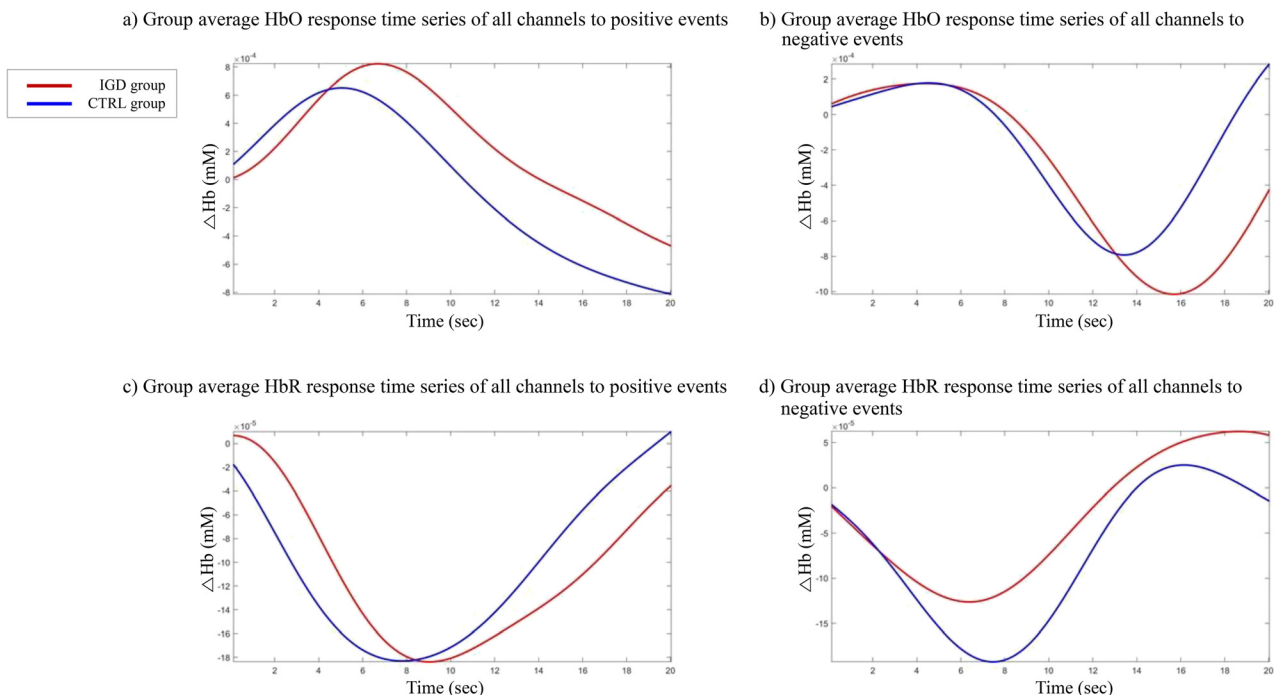 a) Group average HbO response time series of all channels to positive events
b) Group average HbO response time series of all channels to
negative events
IGD group
CTRL group
×10⁻⁴
8
6
4
2
0
-2
-4
-6
-8
2 4 6 8 10 12 14 16 18 20
△Hb (mM)
Time (sec)
×10⁻⁴
2
0
-2
-4
-6
-8
-10
2 4 6 8 10 12 14 16 18 20
△Hb (mM)
Time (sec)
c) Group average HbR response time series of all channels to positive events
d) Group average HbR response time series of all channels to
negative events
×10⁻⁵
0
-2
-4
-6
-8
-10
-12
-14
-16
-18
2 4 6 8 10 12 14 16 18 20
△Hb (mM)
Time (sec)
×10⁻⁵
5
0
-5
-10
-15
2 4 6 8 10 12 14 16 18 20
△Hb (mM)
Time (sec)